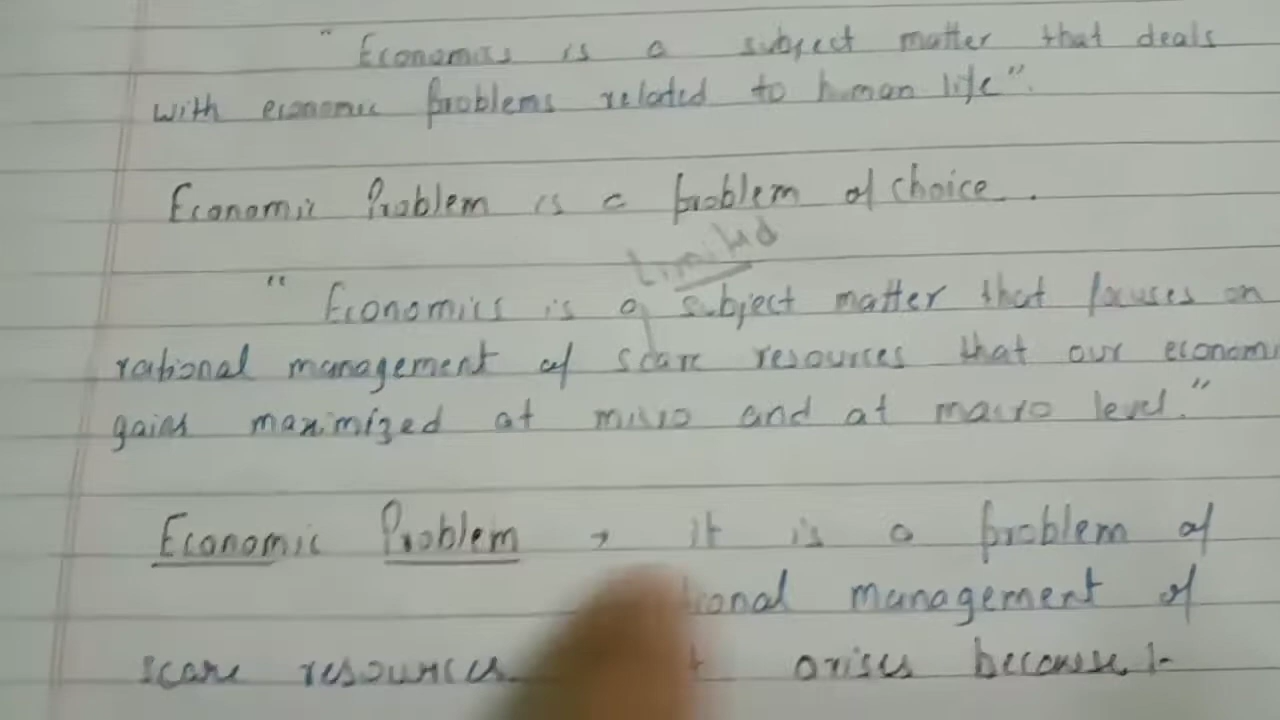 " Economics is a subject matter that deals
with economic problems related to human life".
Economic Problem is a problem of choice.
Limited
" Economics is a subject matter that focuses on
rational management of scare resources that our economi
gains maximized at micro and at macro level."
Economic Problem → it is a problem of
tional management of
scare resources. arises because :-